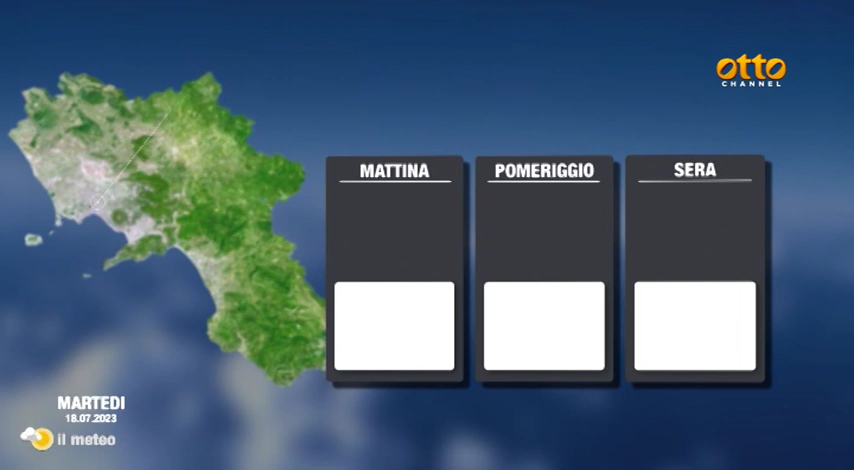 otto
CHANNEL
MATTINA
POMERIGGIO
SERA
MARTEDI
18.07.2023
il meteo